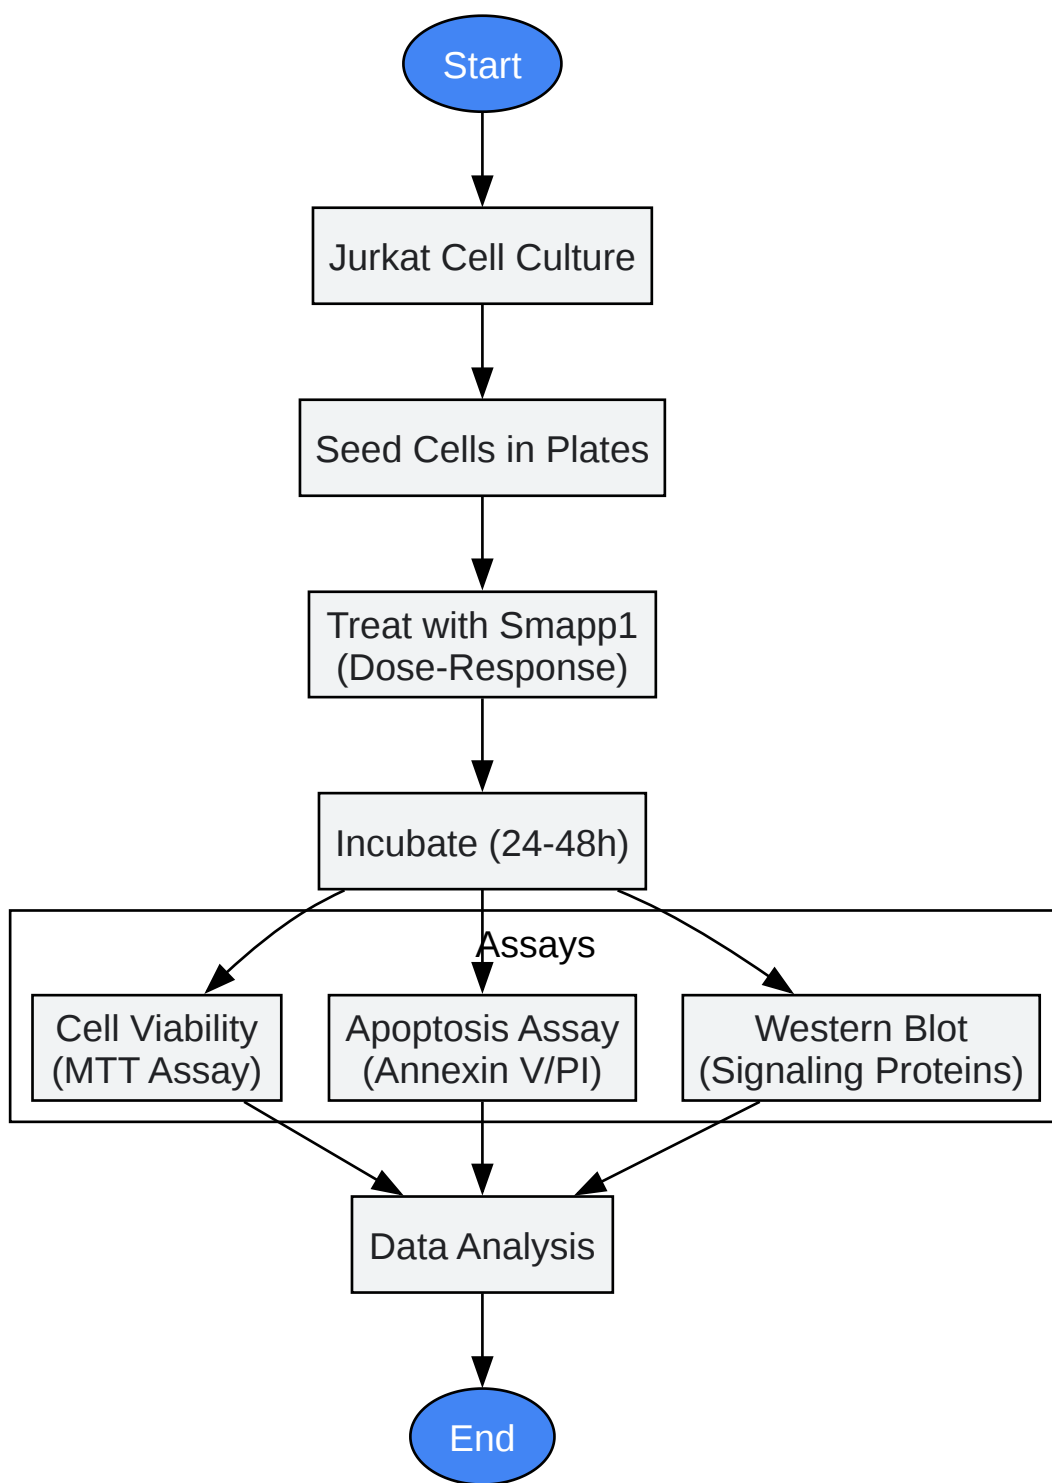 Start
Jurkat Cell Culture
Seed Cells in Plates
Treat with Smapp1
(Dose-Response)
Incubate (24-48h)
Assays
Cell Viability
(MTT Assay)
Apoptosis Assay
(Annexin V/PI)
Western Blot
(Signaling Proteins)
Data Analysis
End